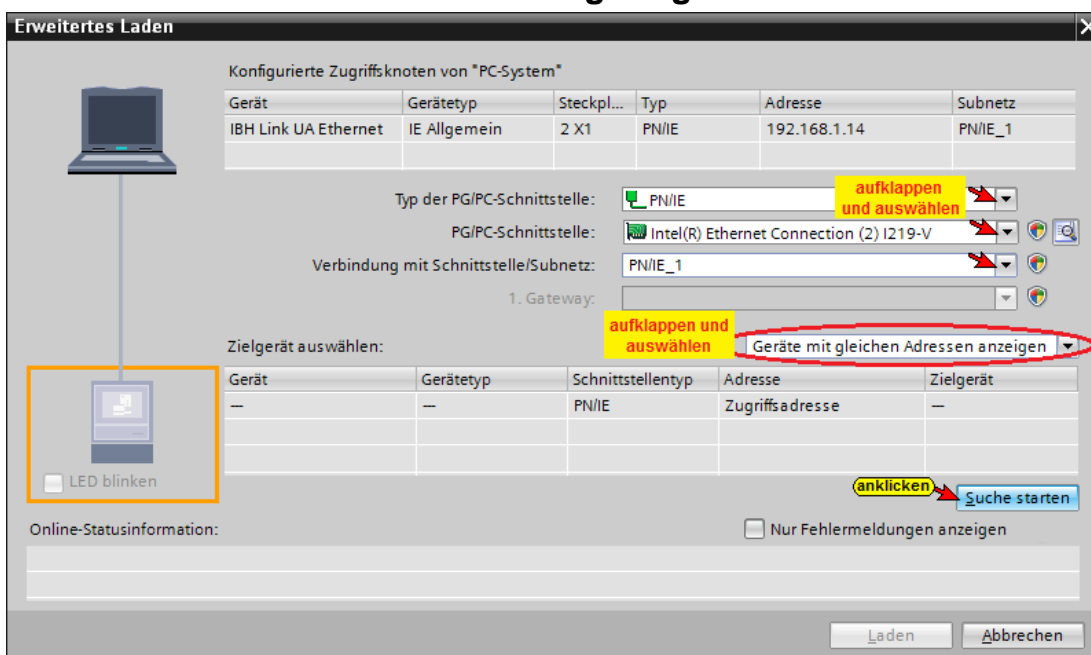 Erweitertes Laden
Konfigurierte Zugriffsknoten von "PC-System"
Gerät Gerätetyp Steckpl... Typ Adresse Subnetz
IBH Link UA Ethernet IE Allgemein 2 X1 PN/IE 192.168.1.14 PN/IE_1
Typ der PG/PC-Schnittstelle: PN/IE
aufklappen
und auswählen
PG/PC-Schnittstelle: Intel(R) Ethernet Connection (2) I219-V
Verbindung mit Schnittstelle/Subnetz: PN/IE_1
1. Gateway:
aufklappen und
auswählen
Zielgerät auswählen: Geräte mit gleichen Adressen anzeigen
Gerät Gerätetyp Schnittstellentyp Adresse Zielgerät
— — PN/IE Zugriffsadresse —
LED blinken
anklicken
Suche starten
Online-Statusinformation: Nur Fehlermeldungen anzeigen
Laden Abbrechen